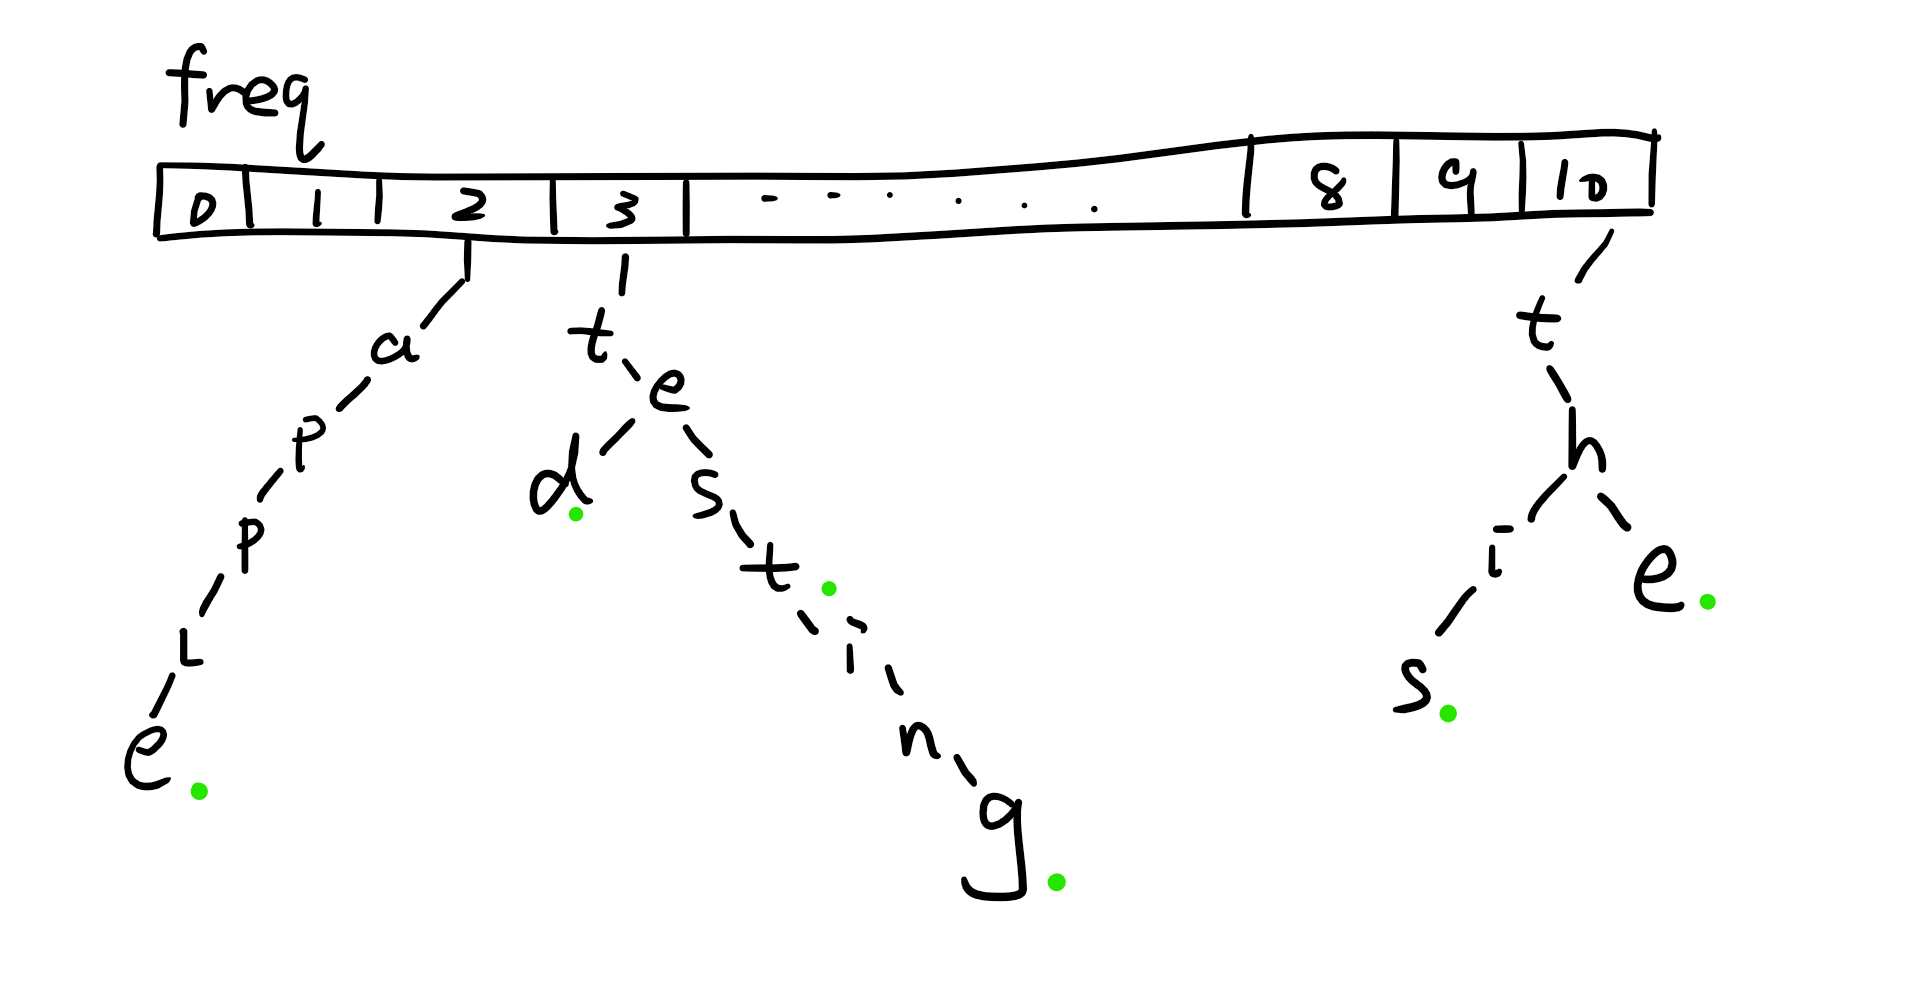 freq
0 1 2 3 - - . . . . 8 9 10
a t t
e h
p d s i e
p t
i
l s
n
e g